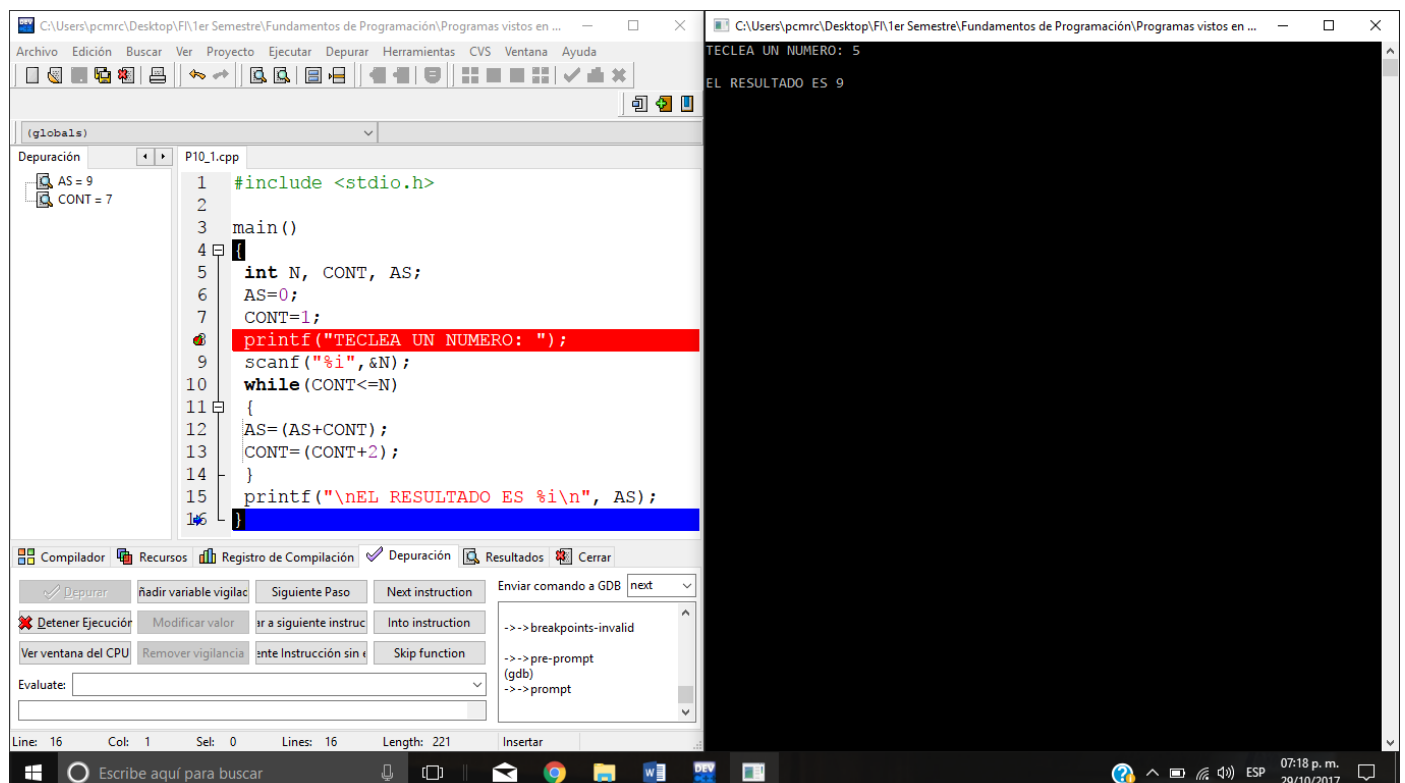 C:\Users\pcmrc\Desktop\FI\1er Semestre\Fundamentos de Programación\Programas vistos en ...
Archivo Edición Buscar Ver Proyecto Ejecutar Depurar Herramientas CVS Ventana Ayuda
(globals)
Depuración
AS = 9
CONT = 7
P10_1.cpp
1 #include <stdio.h>
2
3 main()
4 {
5 int N, CONT, AS;
6 AS=0;
7 CONT=1;
printf("TECLEA UN NUMERO: ");
9 scanf("%i",&N);
10 while(CONT<=N)
11 {
12 AS=(AS+CONT);
13 CONT=(CONT+2);
14 }
15 printf("\nEL RESULTADO ES %i\n", AS);
16 }
Compilador Recursos Registro de Compilación Depuración Resultados Cerrar
Depurar ñadir variable vigilad Siguiente Paso Next instruction
Detener Ejecución Modificar valor ar a siguiente instruc Into instruction
Ver ventana del CPU Remover vigilancia ente Instrucción sin e Skip function
Evaluate:
Enviar comando a GDB next
->->breakpoints-invalid
->->pre-prompt
(gdb)
->->prompt
Line: 16 Col: 1 Sel: 0 Lines: 16 Length: 221 Insertar
C:\Users\pcmrc\Desktop\FI\1er Semestre\Fundamentos de Programación\Programas vistos en ...
TECLEA UN NUMERO: 5
EL RESULTADO ES 9
Escribe aquí para buscar
DEV
ESP
07:18 p. m.
29/10/2017